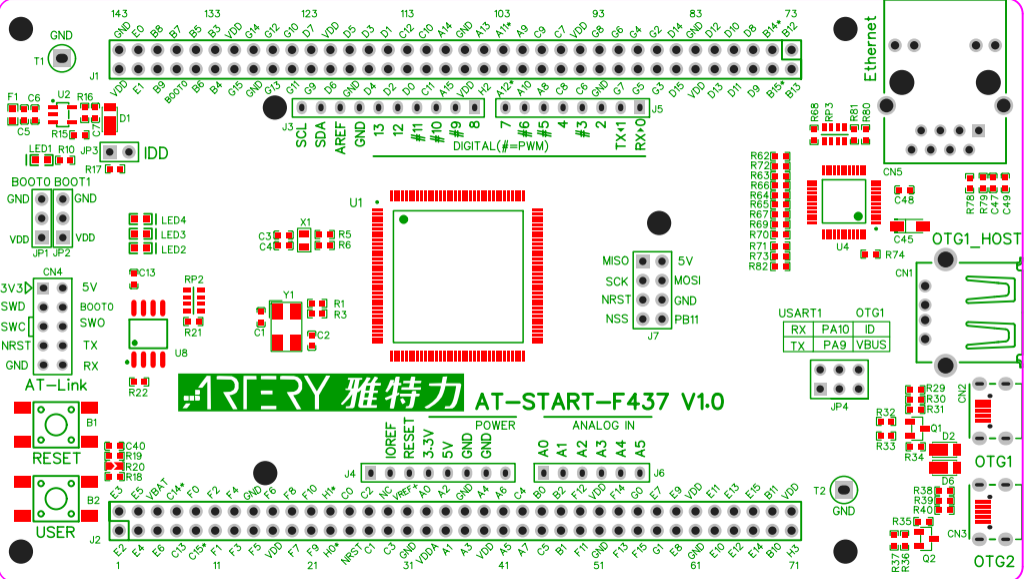 143 133 123 113 103 93 83 73
GND E0 B8 B7 B5 B3 VDD G14 G12 G10 D7 VDD D5 D3 D1 C12 C10 A14 GND A13 A11* A9 C9 C7 VDD G8 G6 G4 G2 D14 GND D12 D10 D8 B14* B12
J1
VDD E1 B9 BOOT0 B6 B4 G15 GND G13 G11 G9 D6 GND D4 D2 D0 C11 A15 VDD H2 A12* A10 A8 C8 C6 GND G7 G5 G3 D15 VDD D13 D11 D9 B15* B13
GND
T1
Ethernet
F1 C6 U2 R16
C5 R15 C7 D1
LED1 R10 JP3 IDD
R17
J3 J5
SCL SDA AREF GND 13 12 #11 #10 #9 8 7 #6 #5 4 #3 2 TX→1 RX▸0
DIGITAL(#=PWM)
R68 RP3 R81 R80
BOOT0 BOOT1
GND GND
VDD VDD
JP1 JP2
LED4
LED3
LED2
X1
C3 R5
C4 R6
U1
R62
R72
R63
R66
R64
R65
R67
R69
R70
R71
R73
R82
CN5
C48
U4 C45
R78 R79 C47 C49
R74
OTG1_HOST
CN1
CN4
3V3 5V
SWD BOOT0
SWC SWO
NRST TX
GND RX
AT-Link
C13
RP2
R21
U8
R22
Y1
C1 R1
R3
C2
MISO 5V
SCK MOSI
NRST GND
NSS PB11
J7
USART1 OTG1
RX PA10 ID
TX PA9 VBUS
JP4
ARTERY 雅特力 AT-START-F437 V1.0
B1
RESET
B2
USER
C40
R19
R20
R18
POWER ANALOG IN
J4 NC IOREF RESET 3.3V 5V GND GND
A0 A1 A2 A3 A4 A5 J6
R29
R30
R31
R32
R33
Q1
R34
D2
D6
CN2
OTG1
T2
GND
R38
R39
R40
R35
R37 R36
Q2
CN3
OTG2
E3 E5 VBAT C14* F0 F2 F4 GND F6 F8 F10 H1* C0 C2 VREF+ A0 A2 GND A4 A6 C4 B0 B2 F12 VDD F14 G0 E7 E9 VDD E11 E13 E15 B10 VDD
J2
E2 E4 E6 C13 C15* F1 F3 F5 VDD F7 F9 H0* NRST C1 C3 GND VDDA A1 A3 VDD A5 A7 C5 B1 F11 GND F13 F15 G1 E8 GND E10 E12 E14 B10 H3
1 11 21 31 41 51 61 71